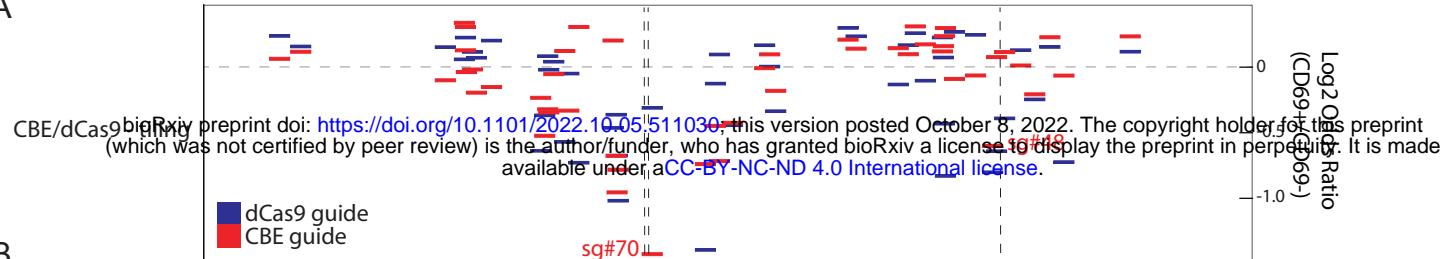 A
0
Log2 Odds Ratio
(CD69+/CD69-)
CBE/dCas9 tiling
bioRxiv preprint doi: https://doi.org/10.1101/2022.10.05.511030; this version posted October 8, 2022. The copyright holder for this preprint
(which was not certified by peer review) is the author/funder, who has granted bioRxiv a license to display the preprint in perpetuity. It is made
available under aCC-BY-NC-ND 4.0 International license.
-0.5
sg#48
-1.0
dCas9 guide
CBE guide
sg#70
B